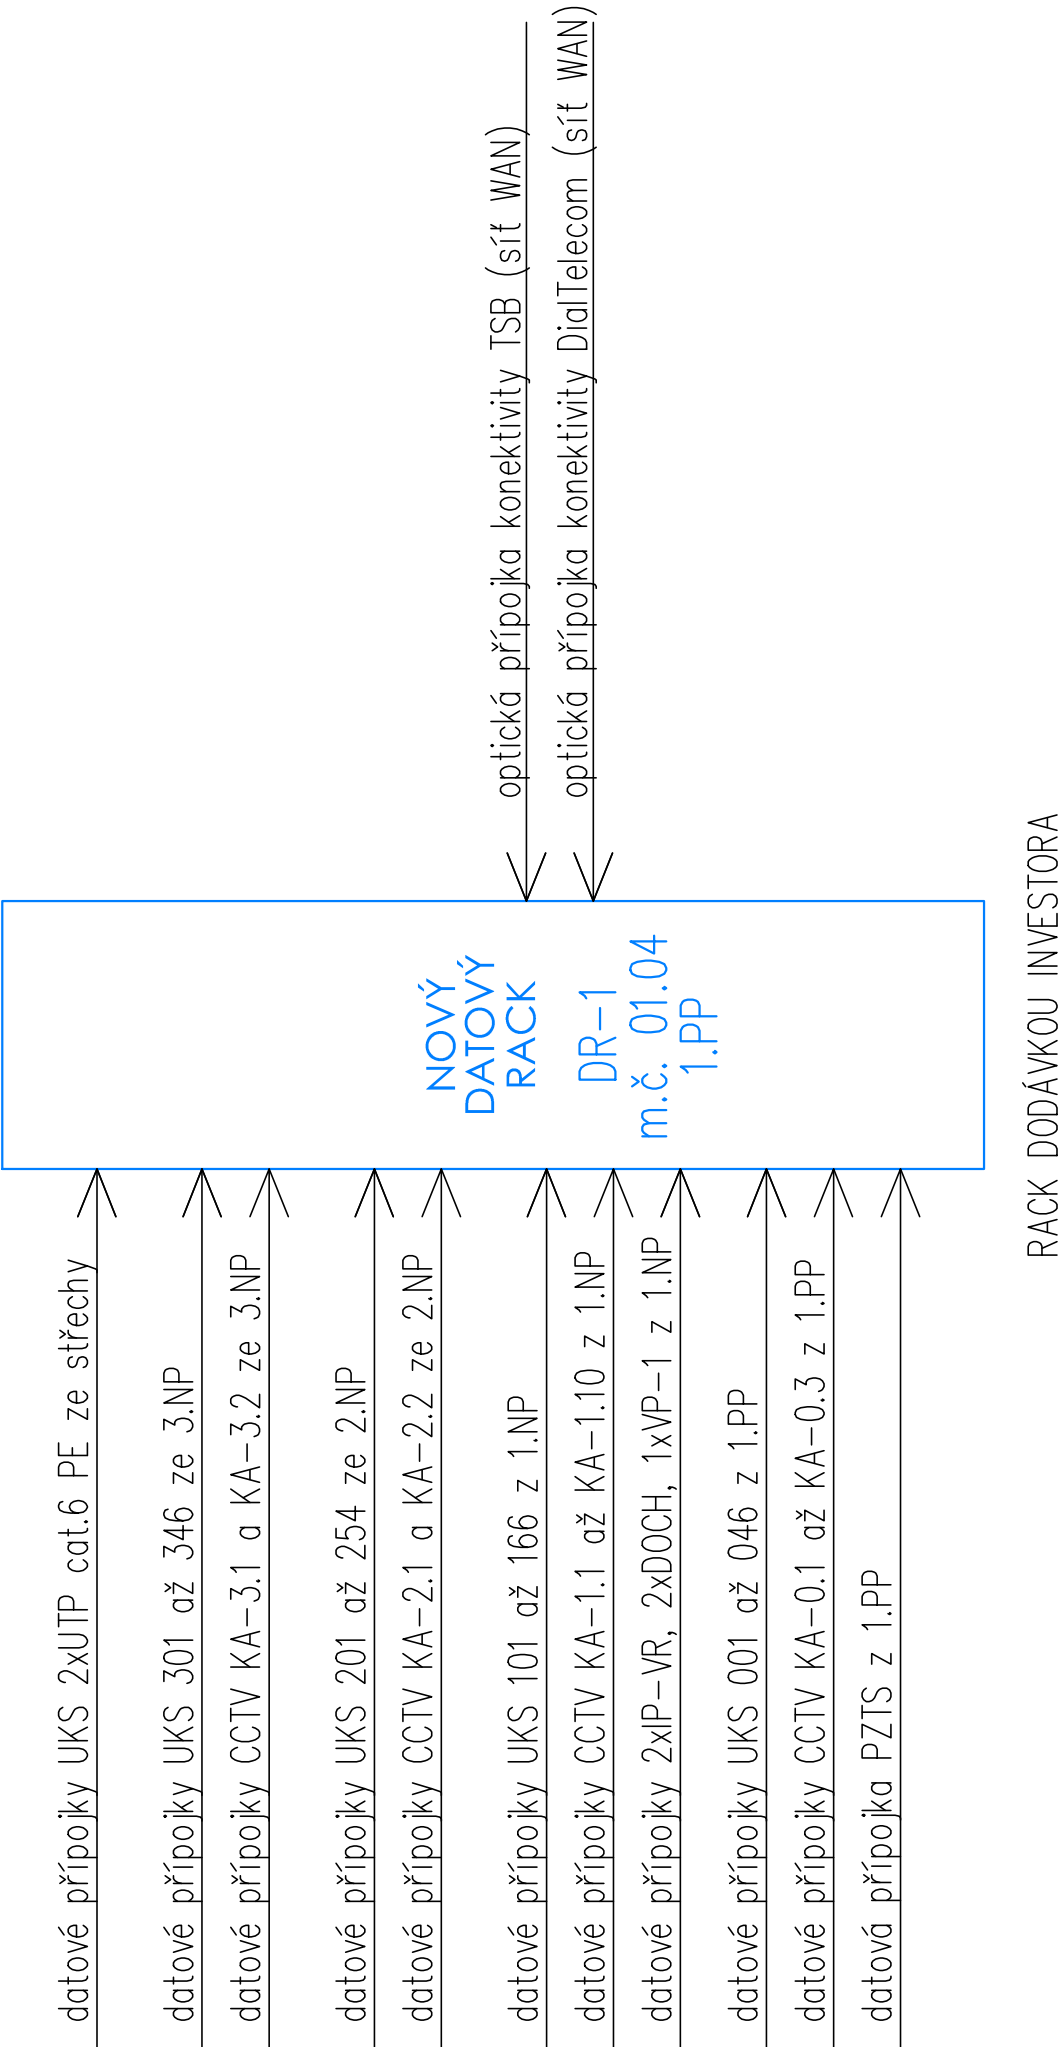 datové přípojky UKS 2xUTP cat.6 PE ze střechy
datové přípojky UKS 301 až 346 ze 3.NP
datové přípojky CCTV KA-3.1 a KA-3.2 ze 3.NP
datové přípojky UKS 201 až 254 ze 2.NP
datové přípojky CCTV KA-2.1 a KA-2.2 ze 2.NP
datové přípojky UKS 101 až 166 z 1.NP
datové přípojky CCTV KA-1.1 až KA-1.10 z 1.NP
datové přípojky 2xIP-VR, 2xDOCH, 1xVP-1 z 1.NP
datové přípojky UKS 001 až 046 z 1.PP
datové přípojky CCTV KA-0.1 až KA-0.3 z 1.PP
datová přípojka PZTS z 1.PP
NOVÝ
DATOVÝ
RACK
DR-1
m.č. 01.04
1.PP
optická přípojka konektivity TSB (síť WAN)
optická přípojka konektivity DialTelecom (síť WAN)
RACK DODÁVKOU INVESTORA